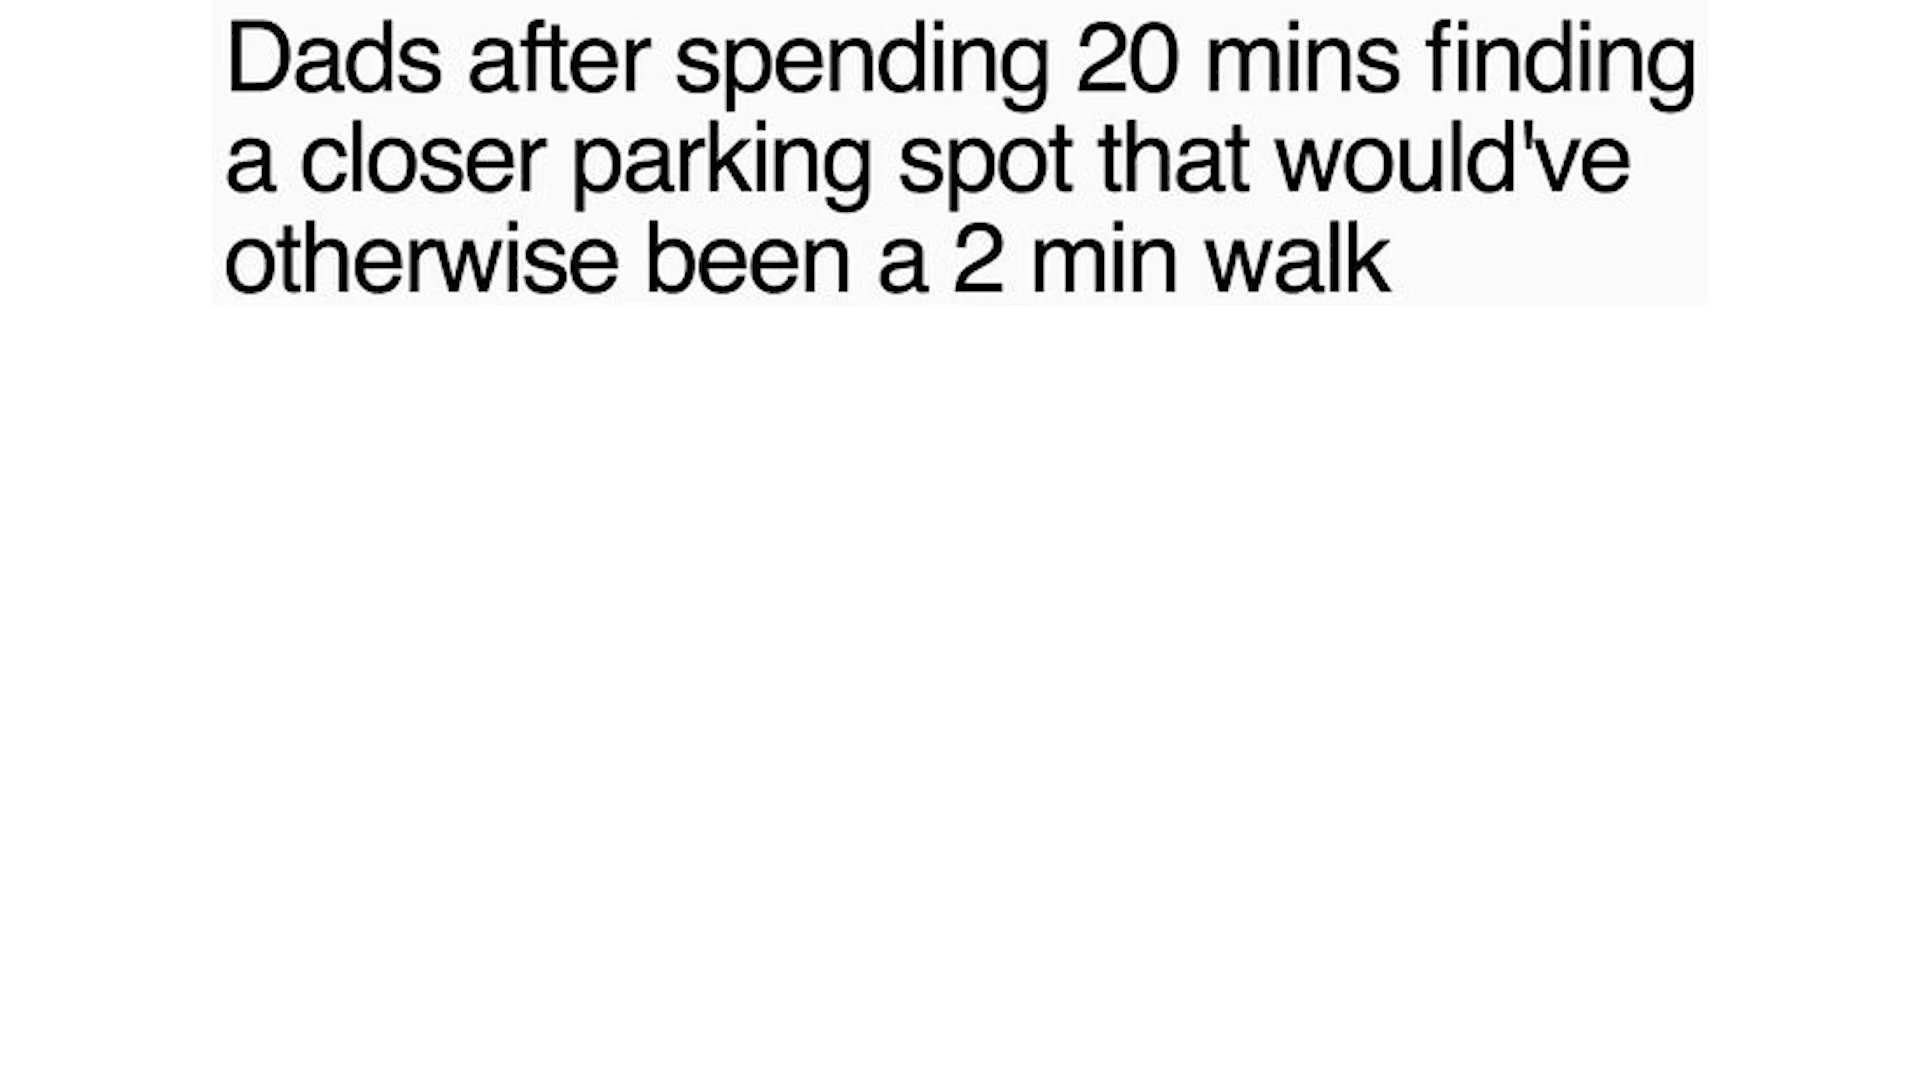 Dads after spending 20 mins finding
a closer parking spot that would've
otherwise been a 2 min walk